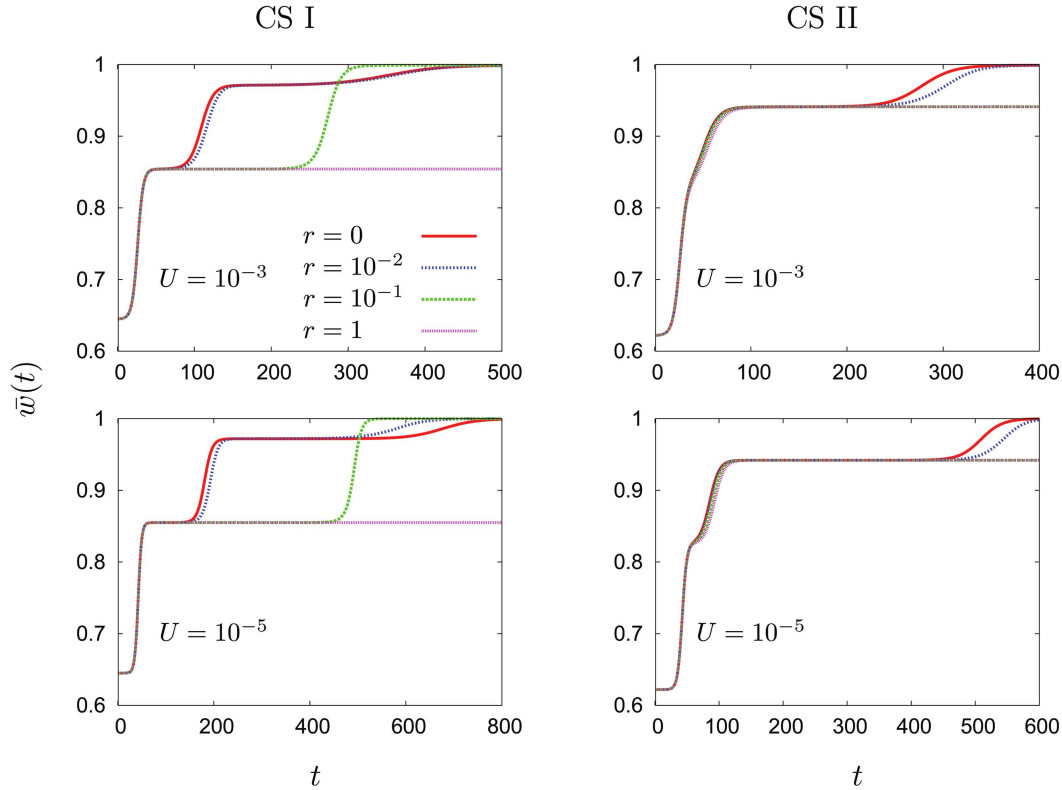 CS I
CS II
1
0.9
0.8
0.7
0.6
0 100 200 300 400 500
r = 0
r = 10⁻²
r = 10⁻¹
r = 1
U = 10⁻³
1
0.9
0.8
0.7
0.6
0 100 200 300 400
U = 10⁻³
w̄(t)
1
0.9
0.8
0.7
0.6
0 200 400 600 800
U = 10⁻⁵
t
1
0.9
0.8
0.7
0.6
0 100 200 300 400 500 600
U = 10⁻⁵
t